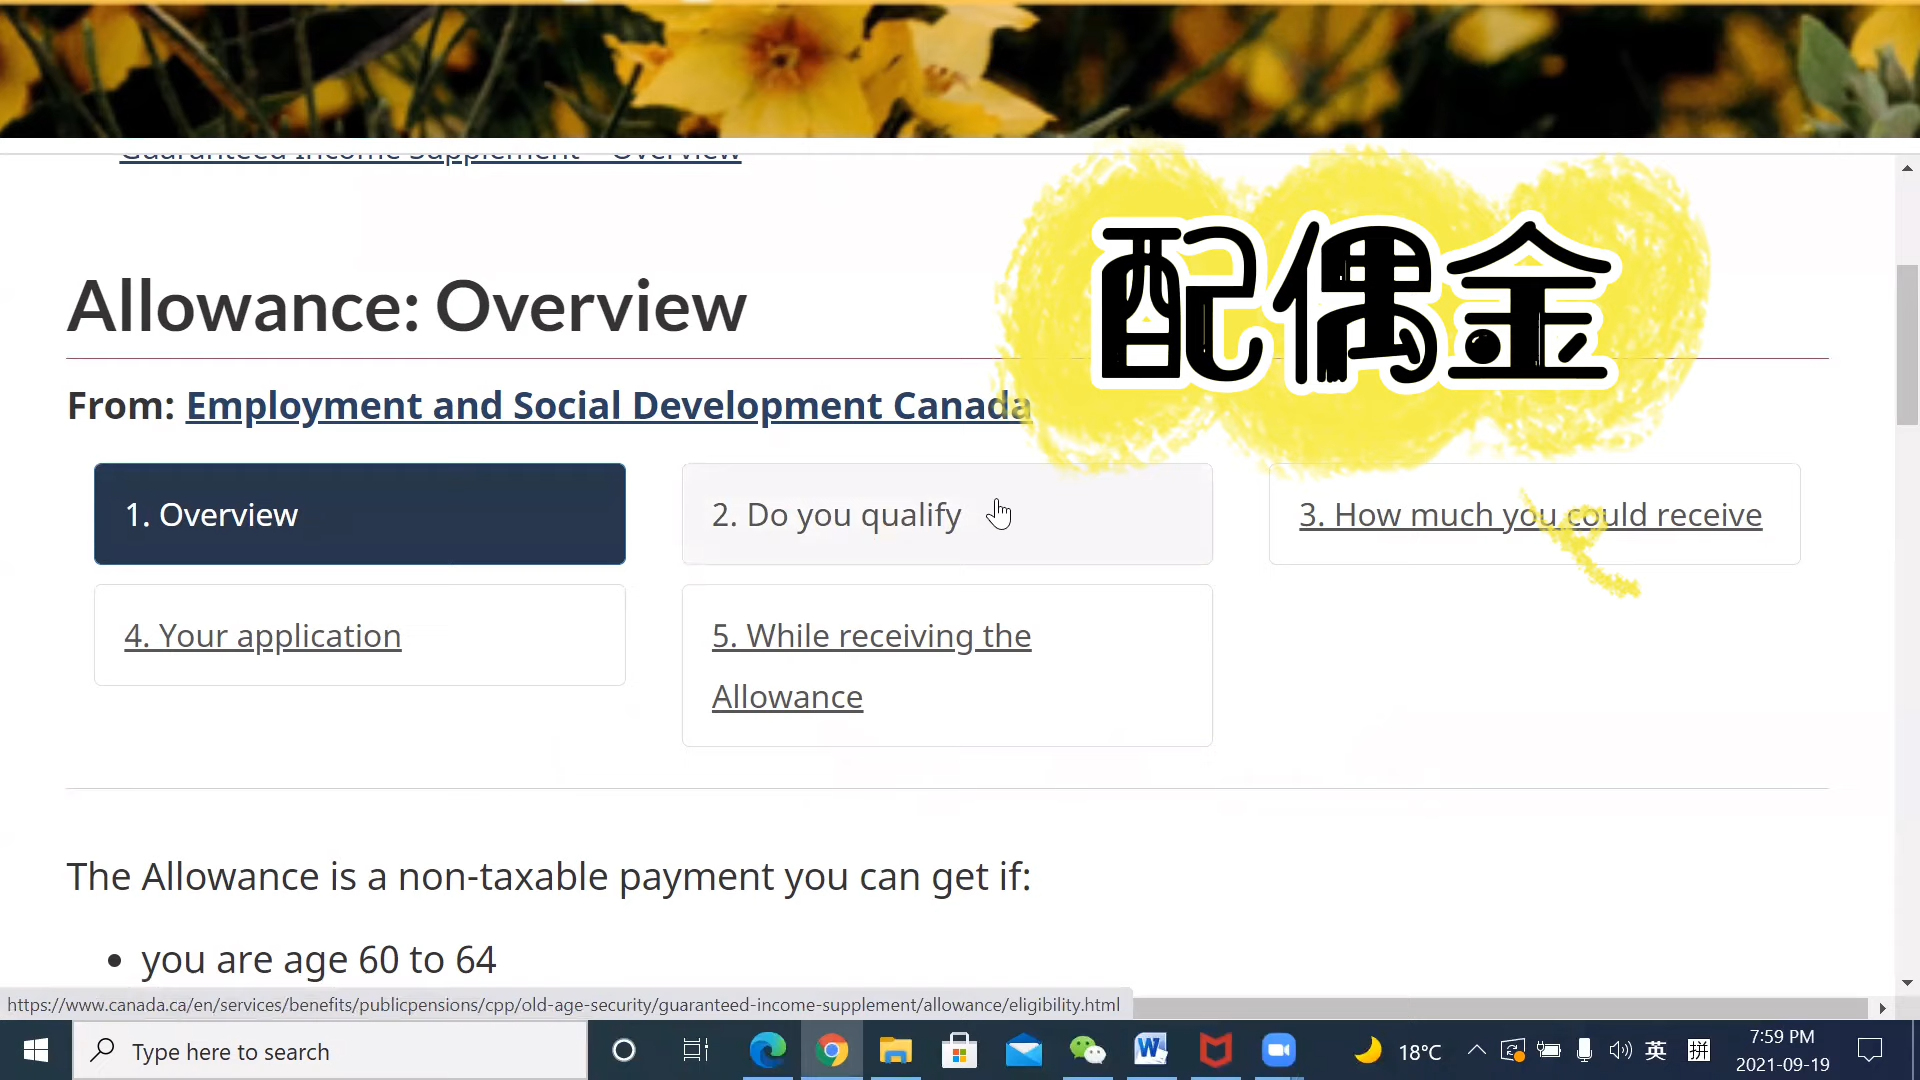 Guaranteed Income Supplement - Overview
配偶金
Allowance: Overview
From: Employment and Social Development Canada
1. Overview
2. Do you qualify
3. How much you could receive
4. Your application
5. While receiving the
Allowance
The Allowance is a non-taxable payment you can get if:
• you are age 60 to 64
https://www.canada.ca/en/services/benefits/publicpensions/cpp/old-age-security/guaranteed-income-supplement/allowance/eligibility.html
Type here to search
18°C
英
拼
7:59 PM
2021-09-19